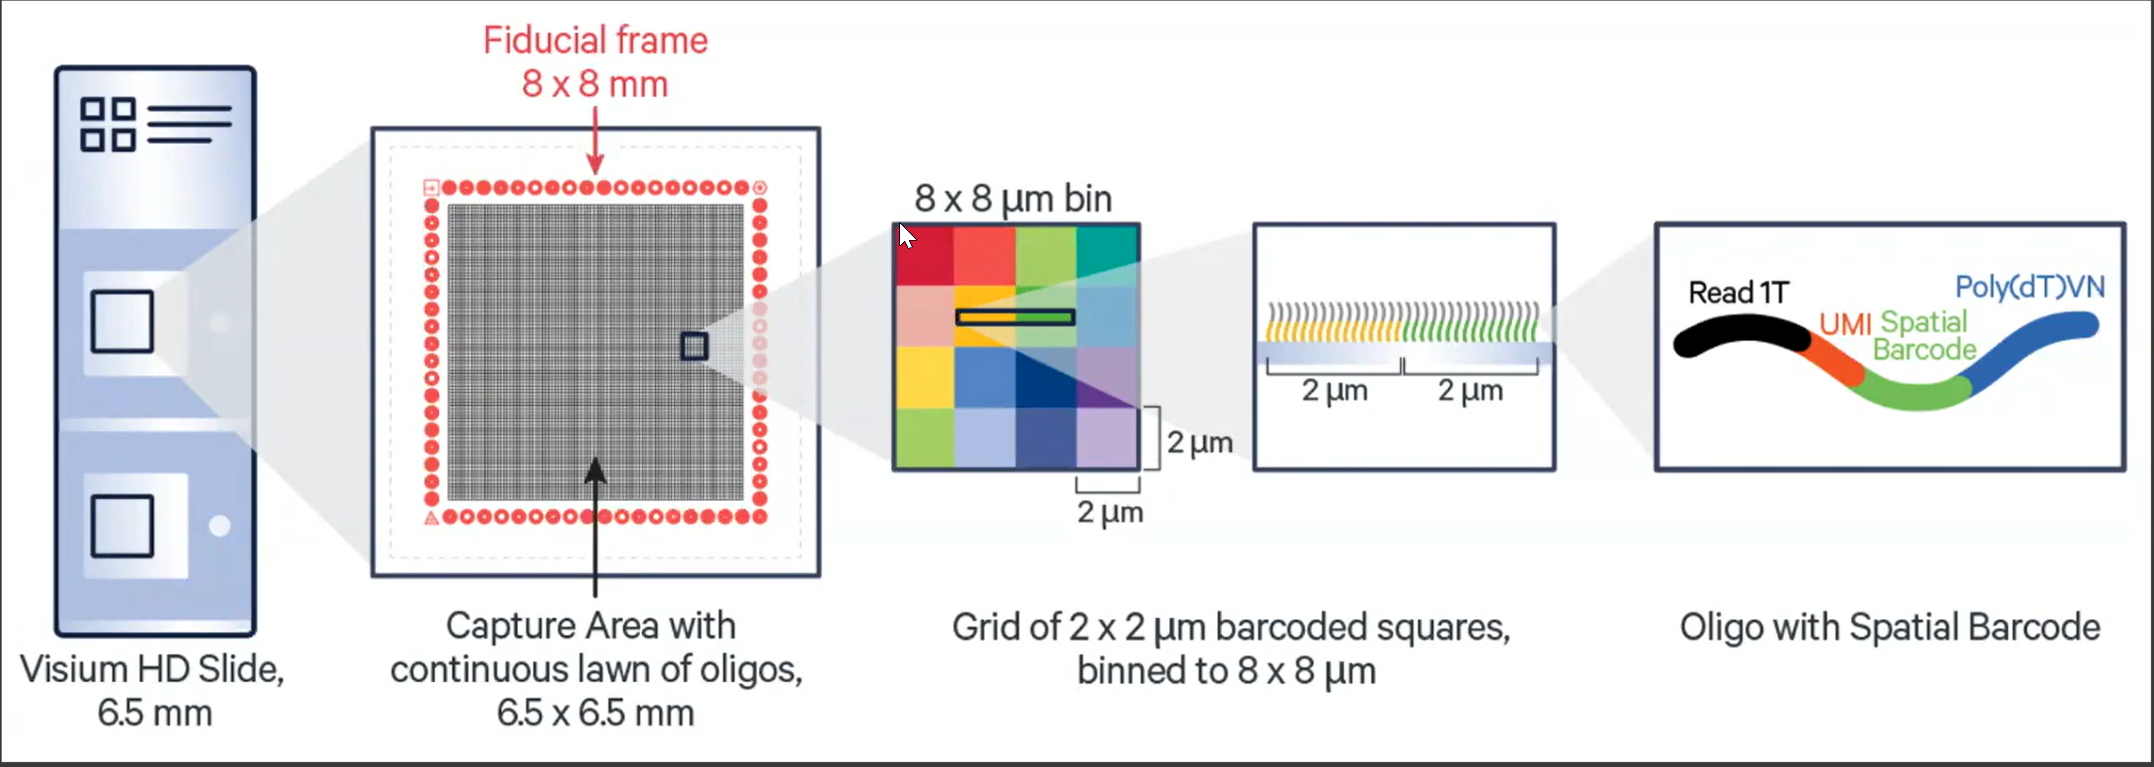 Fiducial frame
8 x 8 mm
8 x 8 µm bin
2 µm
2 µm
2 µm
2 µm
Read 1T
UMI
Spatial
Barcode
Poly(dT)VN
Visium HD Slide,
6.5 mm
Capture Area with
continuous lawn of oligos,
6.5 x 6.5 mm
Grid of 2 x 2 µm barcoded squares,
binned to 8 x 8 µm
Oligo with Spatial Barcode